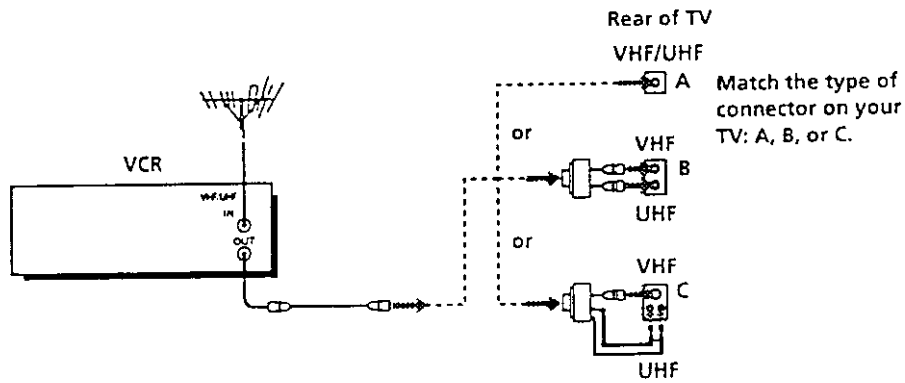 Rear of TV
VHF/UHF
A
Match the type of
connector on your
TV: A, B, or C.
or
VHF
B
UHF
VCR
VHF/UHF
IN
OUT
or
VHF
C
UHF